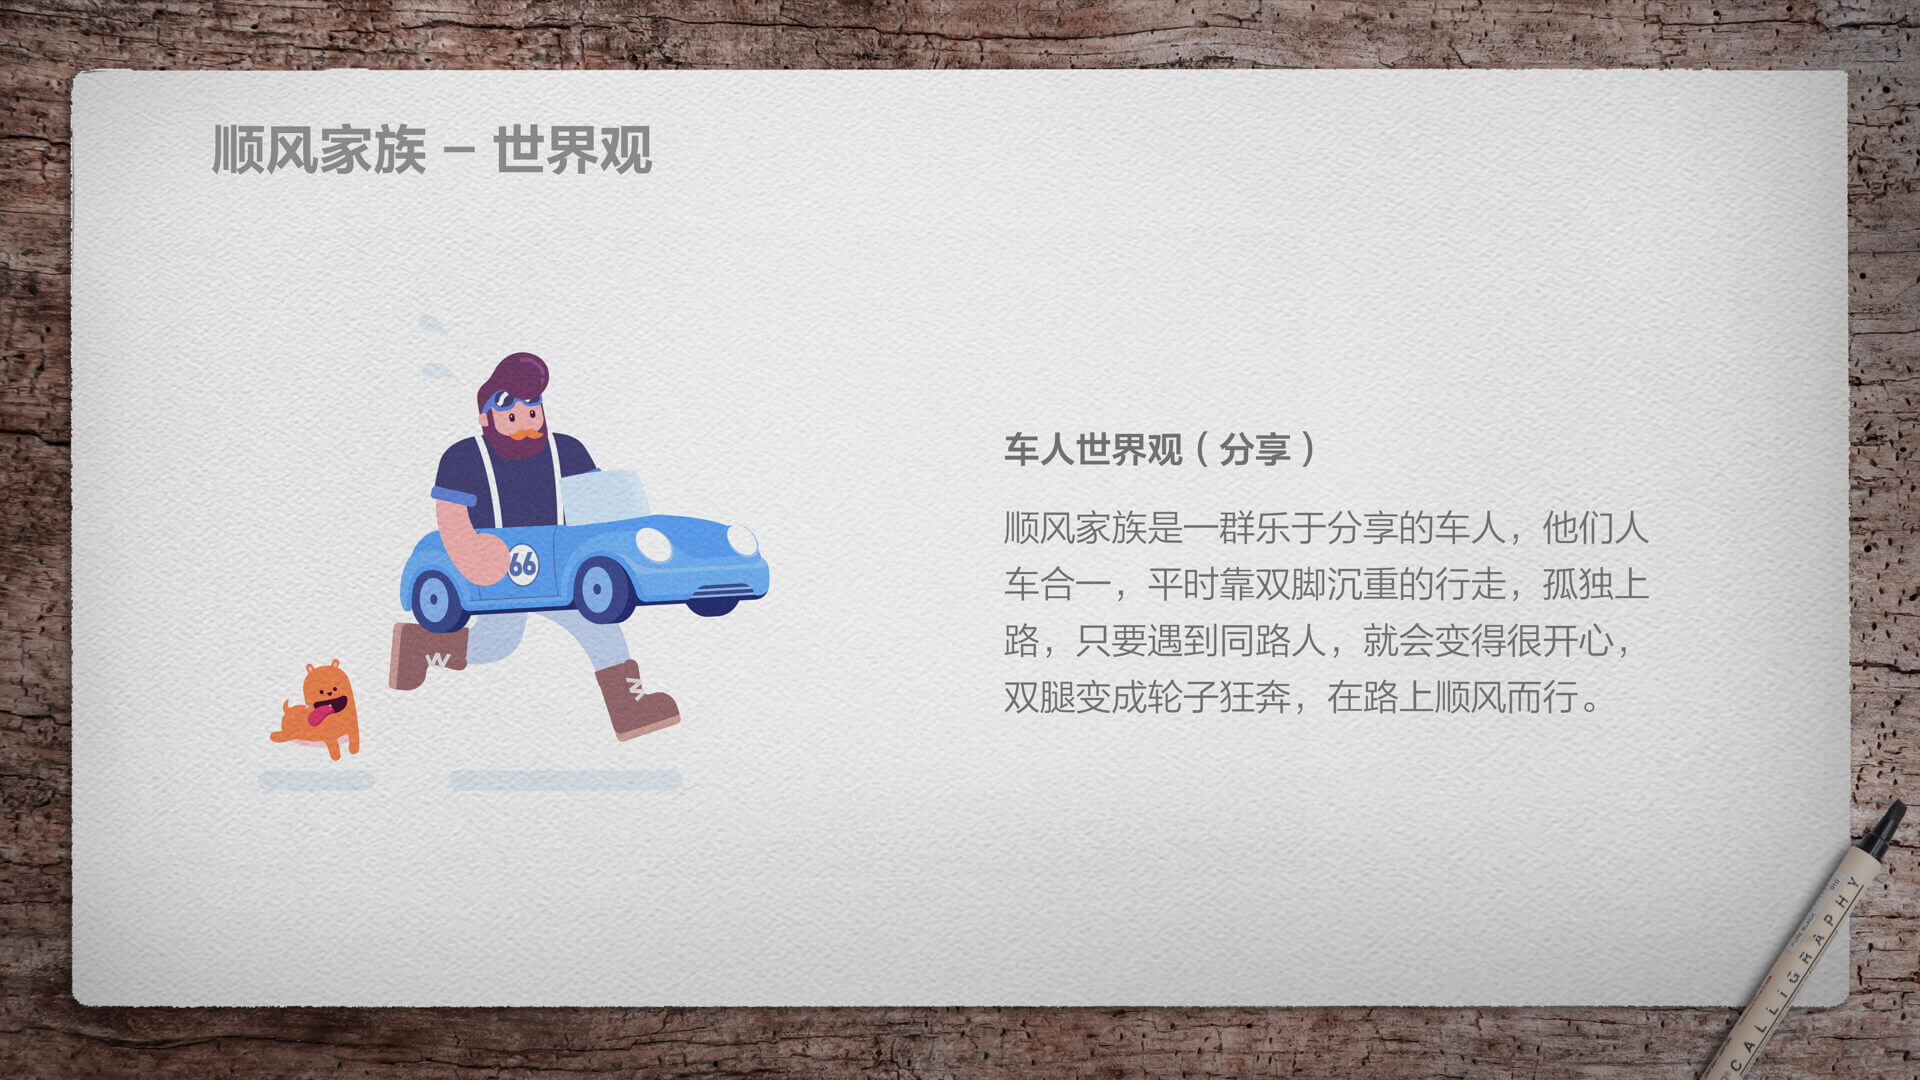 顺风家族 – 世界观
车人世界观（分享）
顺风家族是一群乐于分享的车人，他们人
车合一，平时靠双脚沉重的行走，孤独上
路，只要遇到同路人，就会变得很开心，
双腿变成轮子狂奔，在路上顺风而行。
66
W
W
CALLiGRAPHY
PURE BLACK